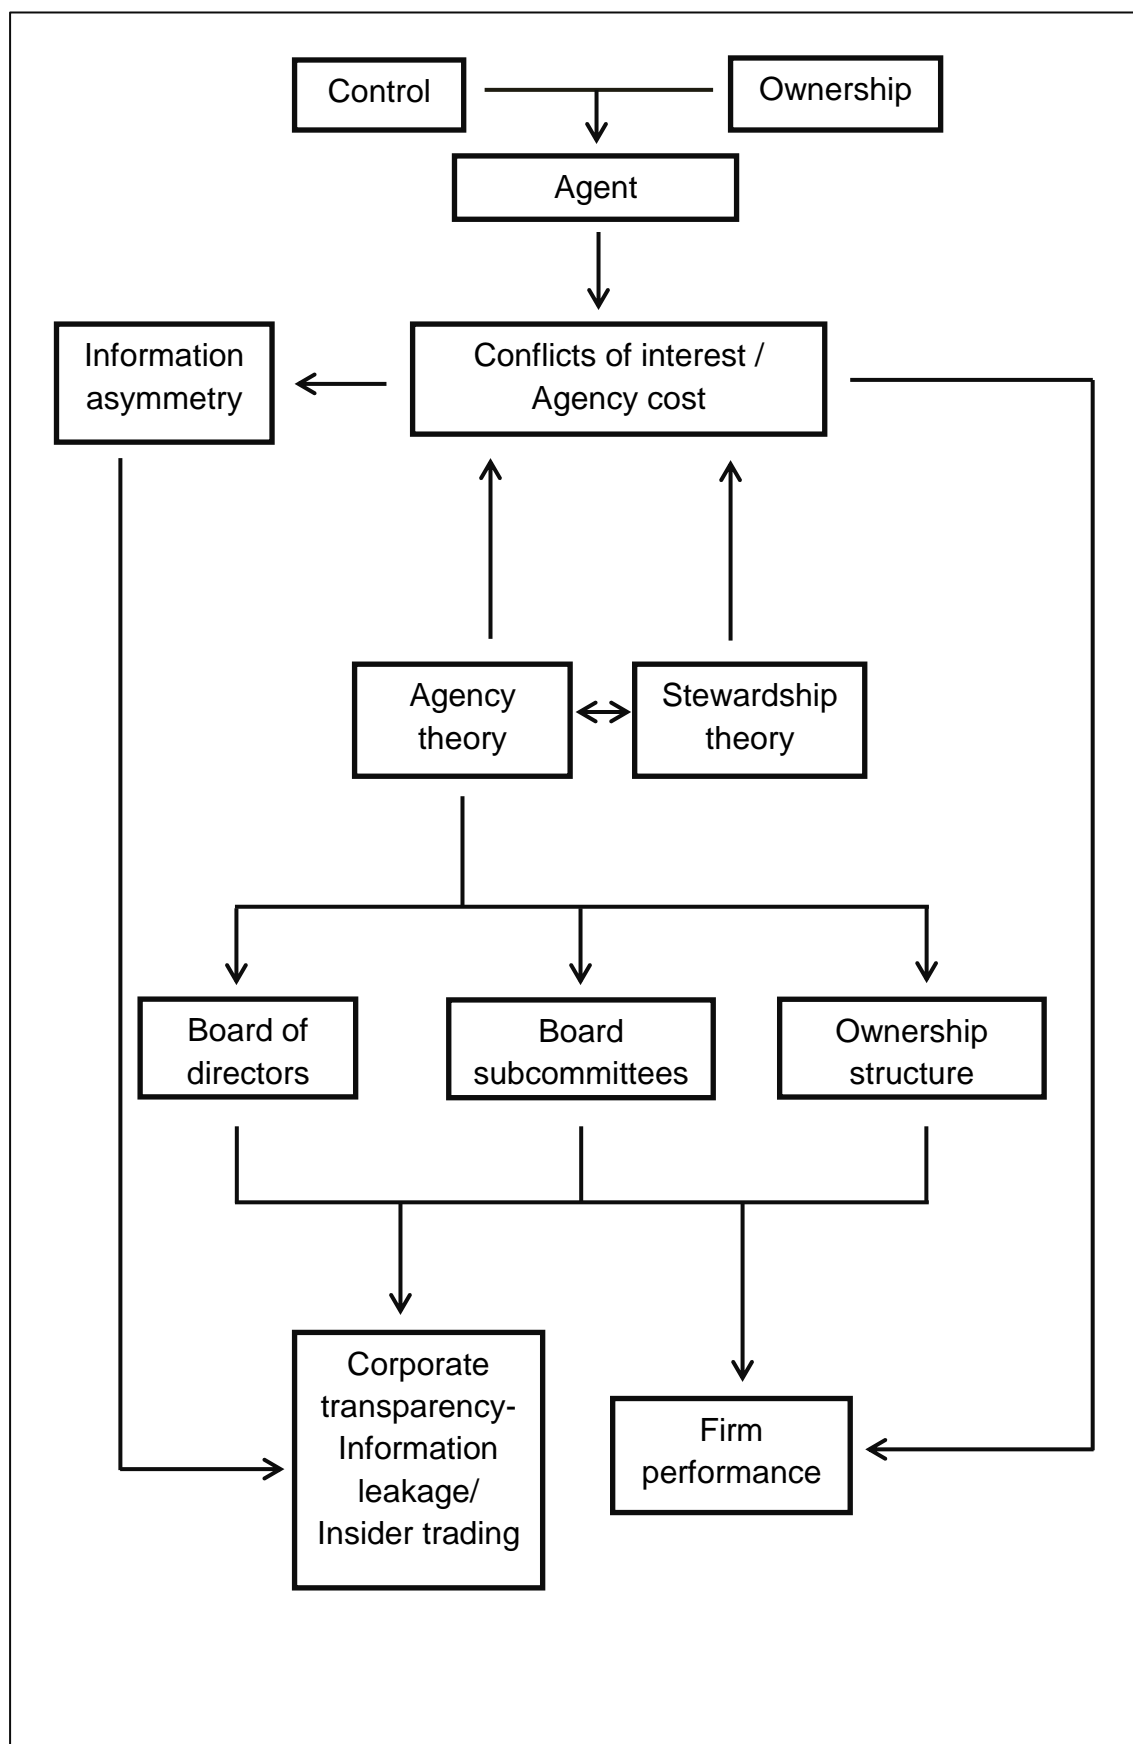 Control
Ownership
Agent
Information
asymmetry
Conflicts of interest /
Agency cost
Agency
theory
Stewardship
theory
Board of
directors
Board
subcommittees
Ownership
structure
Corporate
transparency-
Information
leakage/
Insider trading
Firm
performance